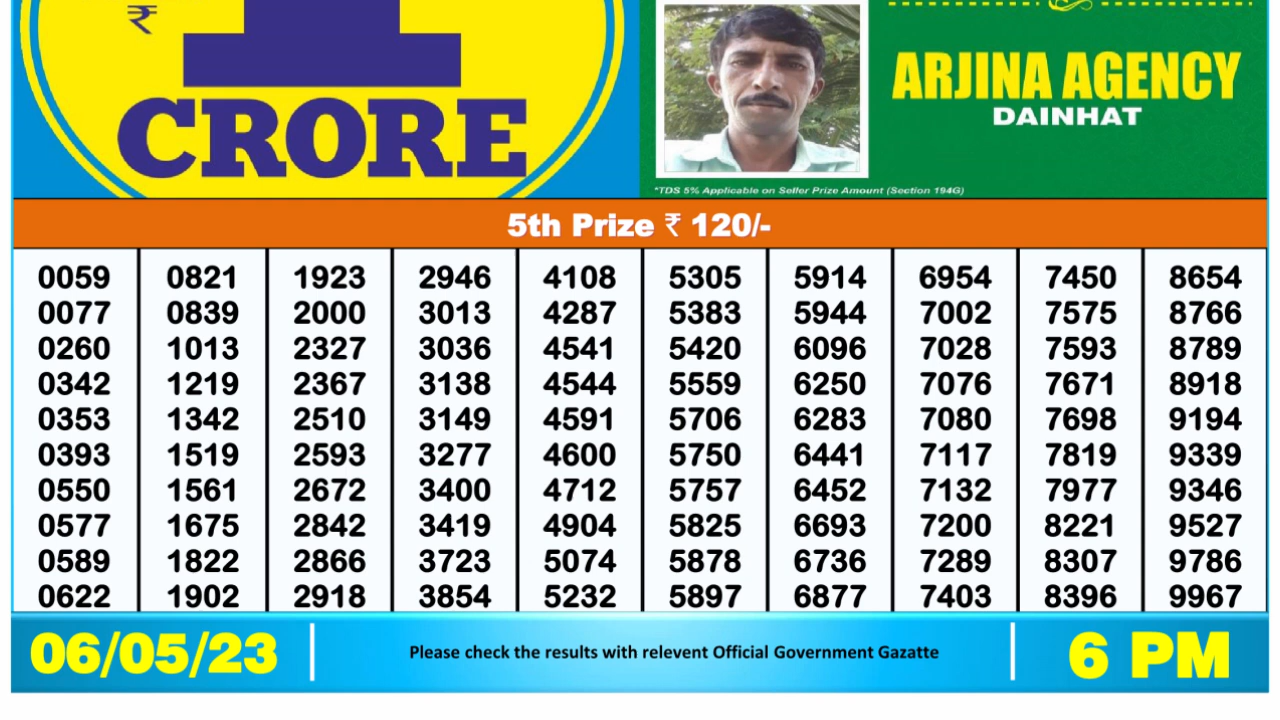 ₹
1
CRORE
ARJINA AGENCY
DAINHAT
*TDS 5% Applicable on Seller Prize Amount (Section 194G)
5th Prize ₹ 120/-
0059 0821 1923 2946 4108 5305 5914 6954 7450 8654
0077 0839 2000 3013 4287 5383 5944 7002 7575 8766
0260 1013 2327 3036 4541 5420 6096 7028 7593 8789
0342 1219 2367 3138 4544 5559 6250 7076 7671 8918
0353 1342 2510 3149 4591 5706 6283 7080 7698 9194
0393 1519 2593 3277 4600 5750 6441 7117 7819 9339
0550 1561 2672 3400 4712 5757 6452 7132 7977 9346
0577 1675 2842 3419 4904 5825 6693 7200 8221 9527
0589 1822 2866 3723 5074 5878 6736 7289 8307 9786
0622 1902 2918 3854 5232 5897 6877 7403 8396 9967
06/05/23 Please check the results with relevent Official Government Gazatte 6 PM